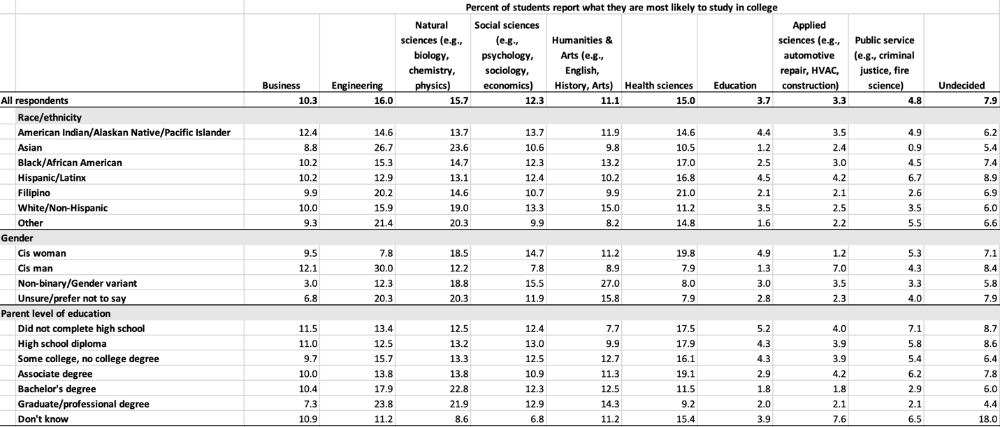 Percent of students report what they are most likely to study in college
Natural Social sciences Applied
sciences (e.g., (e.g., Humanities & sciences (e.g., Public service
biology, psychology, Arts (e.g., automotive (e.g., criminal
chemistry, sociology, English, repair, HVAC, justice, fire
Business Engineering physics) economics) History, Arts) Health sciences Education construction) science) Undecided
All respondents 10.3 16.0 15.7 12.3 11.1 15.0 3.7 3.3 4.8 7.9
Race/ethnicity
American Indian/Alaskan Native/Pacific Islander 12.4 14.6 13.7 13.7 11.9 14.6 4.4 3.5 4.9 6.2
Asian 8.8 26.7 23.6 10.6 9.8 10.5 1.2 2.4 0.9 5.4
Black/African American 10.2 15.3 14.7 12.3 13.2 17.0 2.5 3.0 4.5 7.4
Hispanic/Latinx 10.2 12.9 13.1 12.4 10.2 16.8 4.5 4.2 6.7 8.9
Filipino 9.9 20.2 14.6 10.7 9.9 21.0 2.1 2.1 2.6 6.9
White/Non-Hispanic 10.0 15.9 19.0 13.3 15.0 11.2 3.5 2.5 3.5 6.0
Other 9.3 21.4 20.3 9.9 8.2 14.8 1.6 2.2 5.5 6.6
Gender
Cis woman 9.5 7.8 18.5 14.7 11.2 19.8 4.9 1.2 5.3 7.1
Cis man 12.1 30.0 12.2 7.8 8.9 7.9 1.3 7.0 4.3 8.4
Non-binary/Gender variant 3.0 12.3 18.8 15.5 27.0 8.0 3.0 3.5 3.3 5.8
Unsure/prefer not to say 6.8 20.3 20.3 11.9 15.8 7.9 2.8 2.3 4.0 7.9
Parent level of education
Did not complete high school 11.5 13.4 12.5 12.4 7.7 17.5 5.2 4.0 7.1 8.7
High school diploma 11.0 12.5 13.2 13.0 9.9 17.9 4.3 3.9 5.8 8.6
Some college, no college degree 9.7 15.7 13.3 12.5 12.7 16.1 4.3 3.9 5.4 6.4
Associate degree 10.0 13.8 13.8 10.9 11.3 19.1 2.9 4.2 6.2 7.8
Bachelor's degree 10.4 17.9 22.8 12.3 12.5 11.5 1.8 1.8 2.9 6.0
Graduate/professional degree 7.3 23.8 21.9 12.9 14.3 9.2 2.0 2.1 2.1 4.4
Don't know 10.9 11.2 8.6 6.8 11.2 15.4 3.9 7.6 6.5 18.0